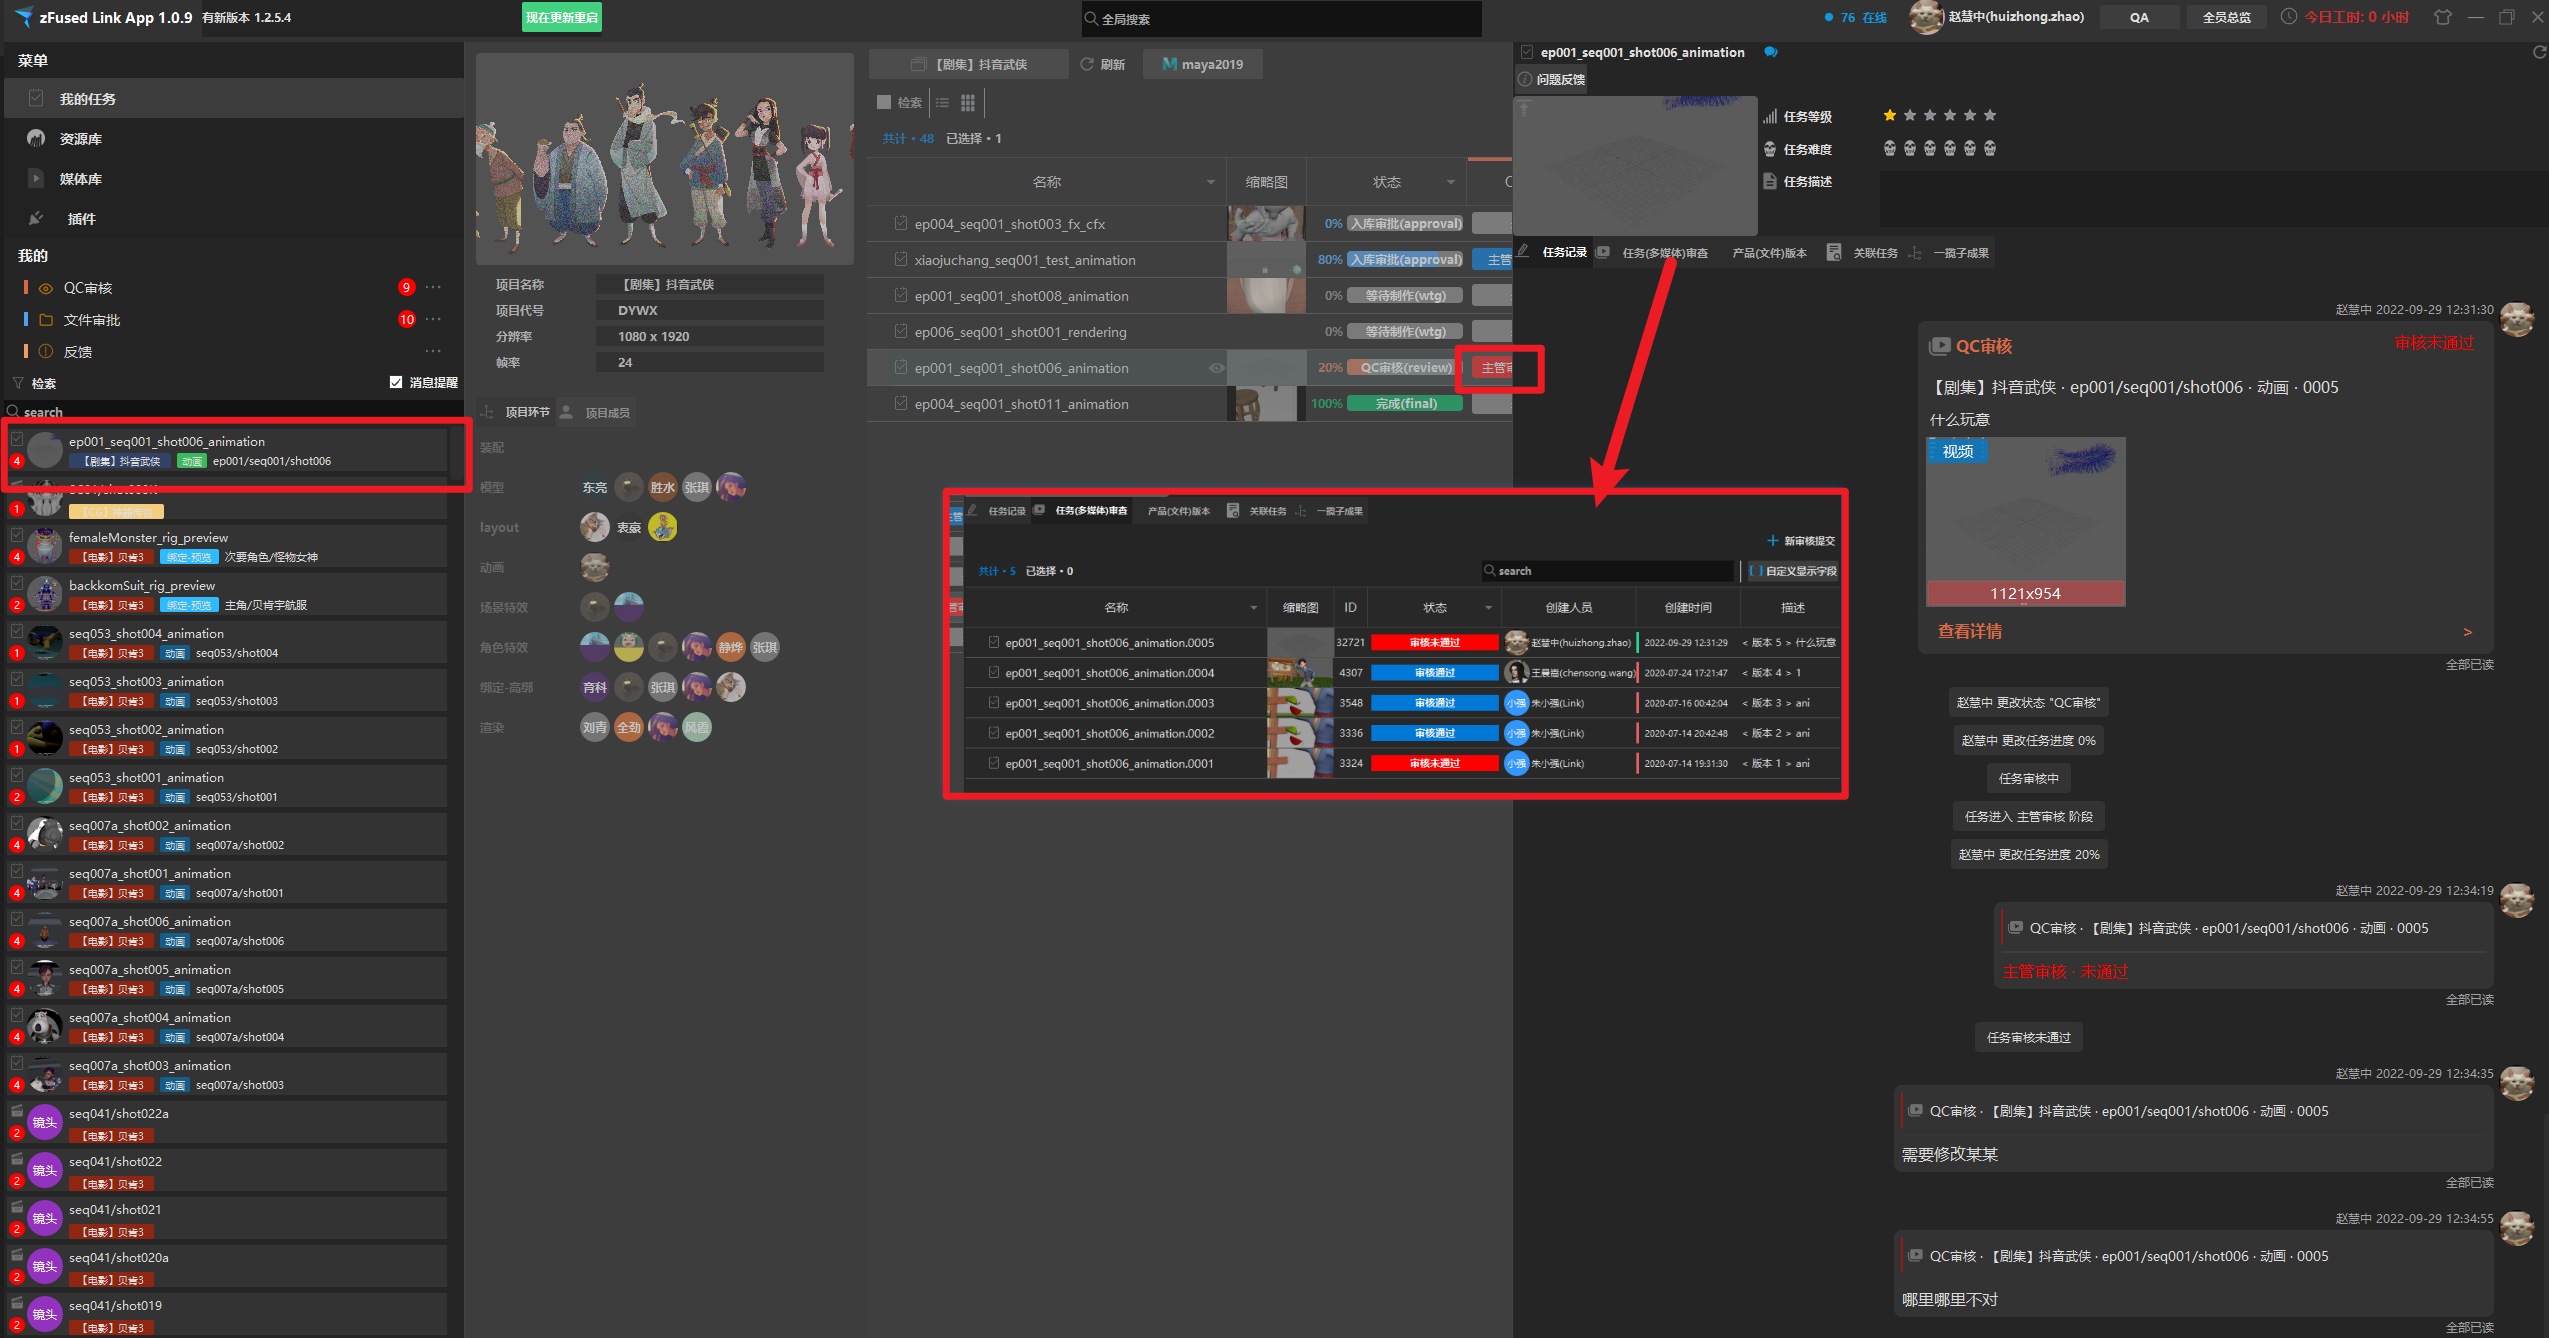 zFused Link App 1.0.9 有新版本 1.2.5.4
现在更新重启
全局搜索
76 在线
赵慧中(huizhong.zhao)
QA
全员总览
今日工时: 0 小时
菜单
我的任务
资源库
媒体库
插件
我的
QC审核 9 ...
文件审批 10 ...
反馈 ...
检索
消息提醒
search
ep001_seq001_shot006_animation
4 【剧集】抖音武侠 动画 ep001/seq001/shot006
1 【CG】神器传说
femaleMonster_rig_preview
4 【电影】贝肯3 绑定-预览 次要角色/怪物女神
backkomSuit_rig_preview
2 【电影】贝肯3 绑定-预览 主角/贝肯宇航服
seq053_shot004_animation
1 【电影】贝肯3 动画 seq053/shot004
seq053_shot003_animation
1 【电影】贝肯3 动画 seq053/shot003
seq053_shot002_animation
1 【电影】贝肯3 动画 seq053/shot002
seq053_shot001_animation
2 【电影】贝肯3 动画 seq053/shot001
seq007a_shot002_animation
4 【电影】贝肯3 动画 seq007a/shot002
seq007a_shot001_animation
4 【电影】贝肯3 动画 seq007a/shot001
seq007a_shot006_animation
4 【电影】贝肯3 动画 seq007a/shot006
seq007a_shot005_animation
4 【电影】贝肯3 动画 seq007a/shot005
seq007a_shot004_animation
4 【电影】贝肯3 动画 seq007a/shot004
seq007a_shot003_animation
4 【电影】贝肯3 动画 seq007a/shot003
镜头 seq041/shot022a
2 【电影】贝肯3
镜头 seq041/shot022
2 【电影】贝肯3
镜头 seq041/shot021
2 【电影】贝肯3
镜头 seq041/shot020a
2 【电影】贝肯3
镜头 seq041/shot019
2 【电影】贝肯3
项目名称 【剧集】抖音武侠
项目代号 DYWX
分辨率 1080 x 1920
帧率 24
项目环节 项目成员
装配
模型 东亮 胜水 张琪
layout 衷豪
动画
场景特效
角色特效 静烨 张琪
绑定-高绑 育科 张琪
渲染 刘青 全劲 风霞
【剧集】抖音武侠 刷新 maya2019
检索
共计·48 已选择·1
名称 缩略图 状态
ep004_seq001_shot003_fx_cfx 0% 入库审批(approval)
xiaojuchang_seq001_test_animation 80% 入库审批(approval) 主管
ep001_seq001_shot008_animation 0% 等待制作(wtg)
ep006_seq001_shot001_rendering 0% 等待制作(wtg)
ep001_seq001_shot006_animation 20% QC审核(review) 主管
ep004_seq001_shot011_animation 100% 完成(final)
任务记录 任务(多媒体)审查 产品(文件)版本 关联任务 一揽子成果
新审核提交
共计·5 已选择·0 search 自定义显示字段
名称 缩略图 ID 状态 创建人员 创建时间 描述
ep001_seq001_shot006_animation.0005 32721 审核未通过 赵慧中(huizhong.zhao) 2022-09-29 12:31:29 < 版本 5 > 什么玩意
ep001_seq001_shot006_animation.0004 4307 审核通过 王晨嵩(chensong.wang) 2020-07-24 17:21:47 < 版本 4 > 1
ep001_seq001_shot006_animation.0003 3548 审核通过 小强 朱小强(Link) 2020-07-16 00:42:04 < 版本 3 > ani
ep001_seq001_shot006_animation.0002 3336 审核通过 小强 朱小强(Link) 2020-07-14 20:42:48 < 版本 2 > ani
ep001_seq001_shot006_animation.0001 3324 审核未通过 小强 朱小强(Link) 2020-07-14 19:31:30 < 版本 1 > ani
ep001_seq001_shot006_animation
问题反馈
任务等级
任务难度
任务描述
任务记录 任务(多媒体)审查 产品(文件)版本 关联任务 一揽子成果
赵慧中 2022-09-29 12:31:30
QC审核 审核未通过
【剧集】抖音武侠 · ep001/seq001/shot006 · 动画 · 0005
什么玩意
视频
1121x954
查看详情 >
全部已读
赵慧中 更改状态 "QC审核"
赵慧中 更改任务进度 0%
任务审核中
任务进入 主管审核 阶段
赵慧中 更改任务进度 20%
赵慧中 2022-09-29 12:34:19
QC审核 · 【剧集】抖音武侠 · ep001/seq001/shot006 · 动画 · 0005
主管审核 · 未通过
全部已读
任务审核未通过
赵慧中 2022-09-29 12:34:35
QC审核 · 【剧集】抖音武侠 · ep001/seq001/shot006 · 动画 · 0005
需要修改某某
全部已读
赵慧中 2022-09-29 12:34:55
QC审核 · 【剧集】抖音武侠 · ep001/seq001/shot006 · 动画 · 0005
哪里哪里不对
全部已读